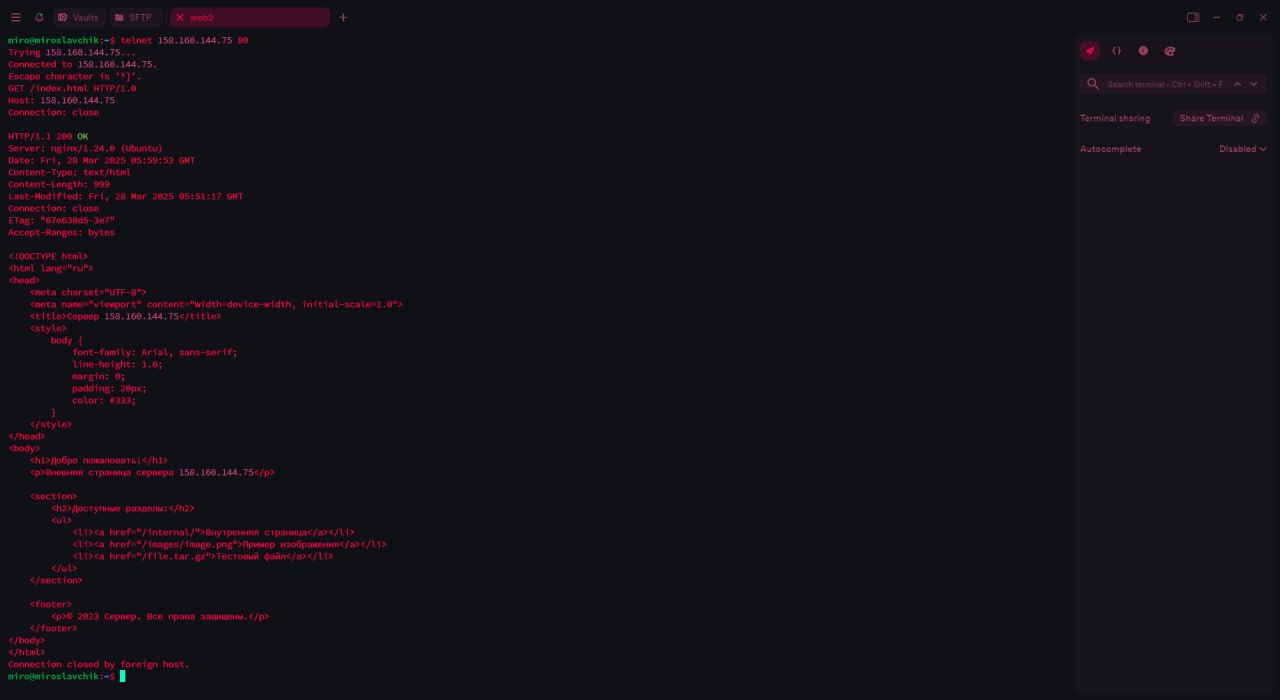 Vaults
SFTP
web2
miro@miroslavchik:~$ telnet 158.160.144.75 80
Trying 158.160.144.75...
Connected to 158.160.144.75.
Escape character is '^]'.
GET /index.html HTTP/1.0
Host: 158.160.144.75
Connection: close

HTTP/1.1 200 OK
Server: nginx/1.24.0 (Ubuntu)
Date: Fri, 28 Mar 2025 05:59:53 GMT
Content-Type: text/html
Content-Length: 999
Last-Modified: Fri, 28 Mar 2025 05:51:17 GMT
Connection: close
ETag: "67e638d5-3e7"
Accept-Ranges: bytes

<!DOCTYPE html>
<html lang="ru">
<head>
    <meta charset="UTF-8">
    <meta name="viewport" content="width=device-width, initial-scale=1.0">
    <title>Сервер 158.160.144.75</title>
    <style>
        body {
            font-family: Arial, sans-serif;
            line-height: 1.6;
            margin: 0;
            padding: 20px;
            color: #333;
        }
    </style>
</head>
<body>
    <h1>Добро пожаловать!</h1>
    <p>Внешняя страница сервера 158.160.144.75</p>

    <section>
        <h2>Доступные разделы:</h2>
        <ul>
            <li><a href="/internal/">Внутренняя страница</a></li>
            <li><a href="/images/image.png">Пример изображения</a></li>
            <li><a href="/file.tar.gz">Тестовый файл</a></li>
        </ul>
    </section>

    <footer>
        <p>© 2023 Сервер. Все права защищены.</p>
    </footer>
</body>
</html>
Connection closed by foreign host.
miro@miroslavchik:~$
{}
Search terminal - Ctrl + Shift + F
Terminal sharing
Share Terminal
Autocomplete
Disabled